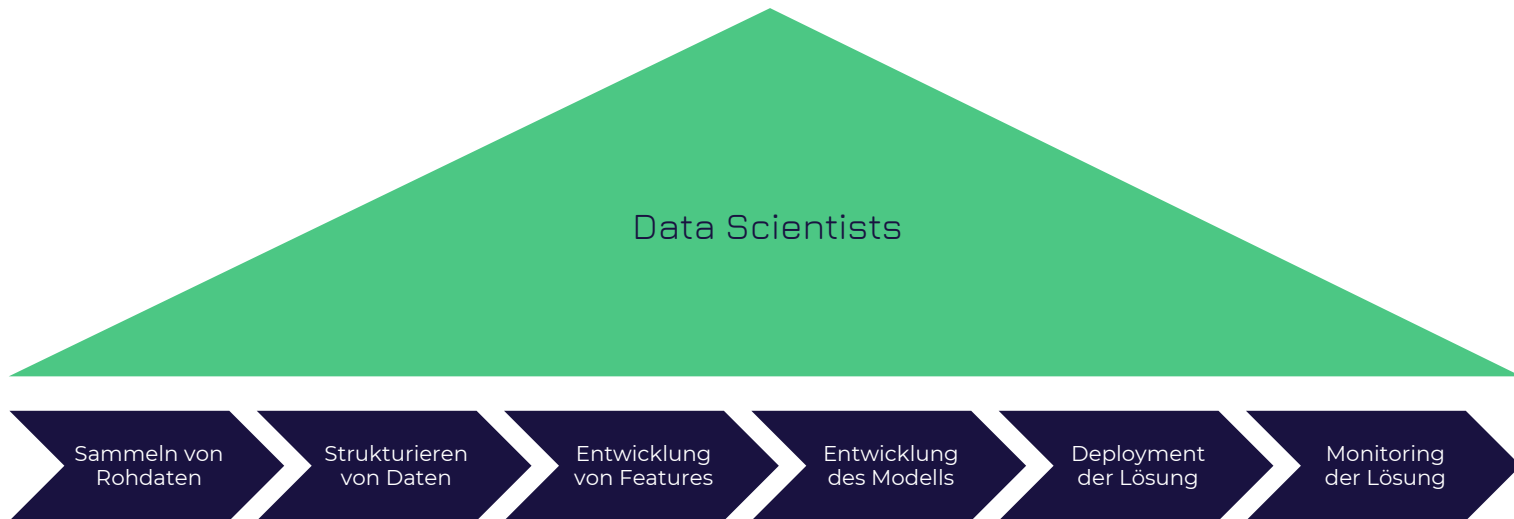 Data Scientists
Sammeln von
Rohdaten
Strukturieren
von Daten
Entwicklung
von Features
Entwicklung
des Modells
Deployment
der Lösung
Monitoring
der Lösung